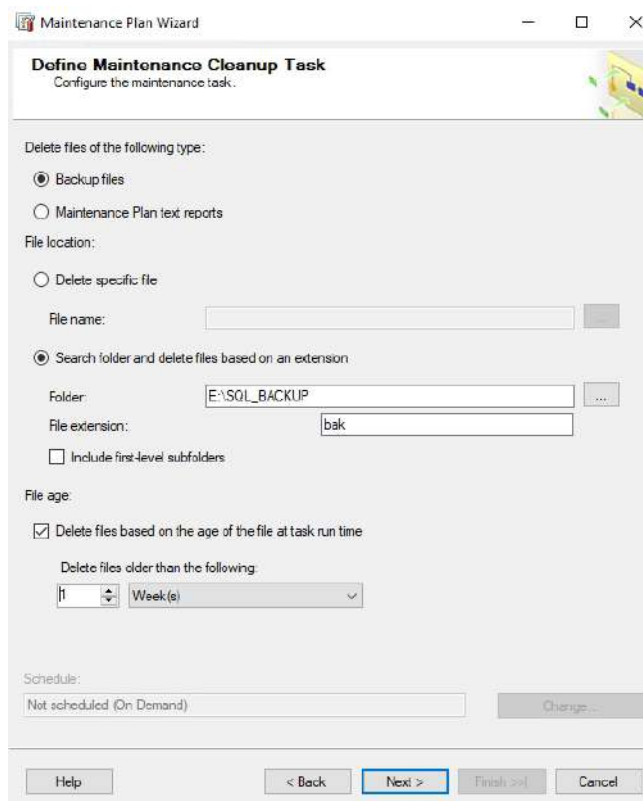 Maintenance Plan Wizard
Define Maintenance Cleanup Task
Configure the maintenance task.
Delete files of the following type:
Backup files
Maintenance Plan text reports
File location:
Delete specific file
File name:
...
Search folder and delete files based on an extension
Folder:
E:\SQL_BACKUP
...
File extension:
bak
Include first-level subfolders
File age:
Delete files based on the age of the file at task run time
Delete files older than the following:
1
Week(s)
Schedule:
Not scheduled (On Demand)
Change...
Help
< Back
Next >
Finish >>|
Cancel